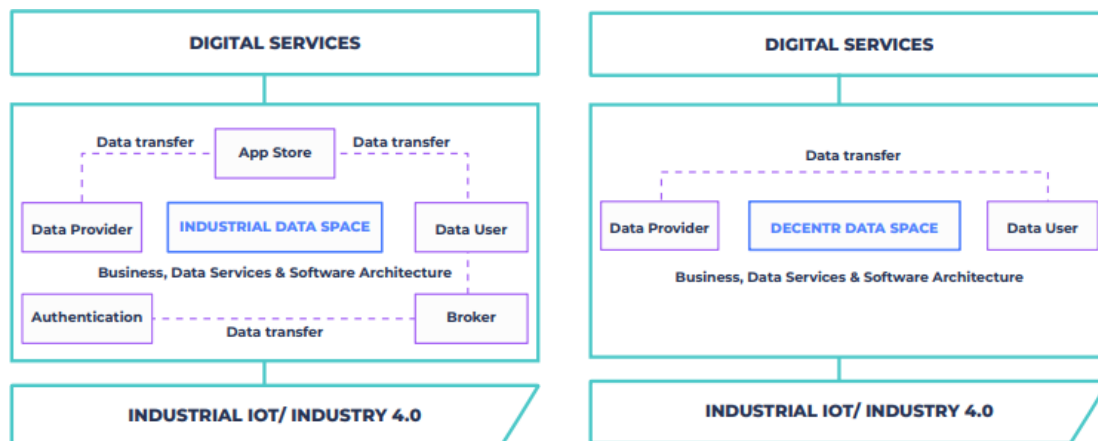 DIGITAL SERVICES
Data transfer
App Store
Data transfer
Data Provider
INDUSTRIAL DATA SPACE
Data User
Business, Data Services & Software Architecture
Authentication
Data transfer
Broker
INDUSTRIAL IOT/ INDUSTRY 4.0
DIGITAL SERVICES
Data transfer
Data Provider
DECENTR DATA SPACE
Data User
Business, Data Services & Software Architecture
INDUSTRIAL IOT/ INDUSTRY 4.0